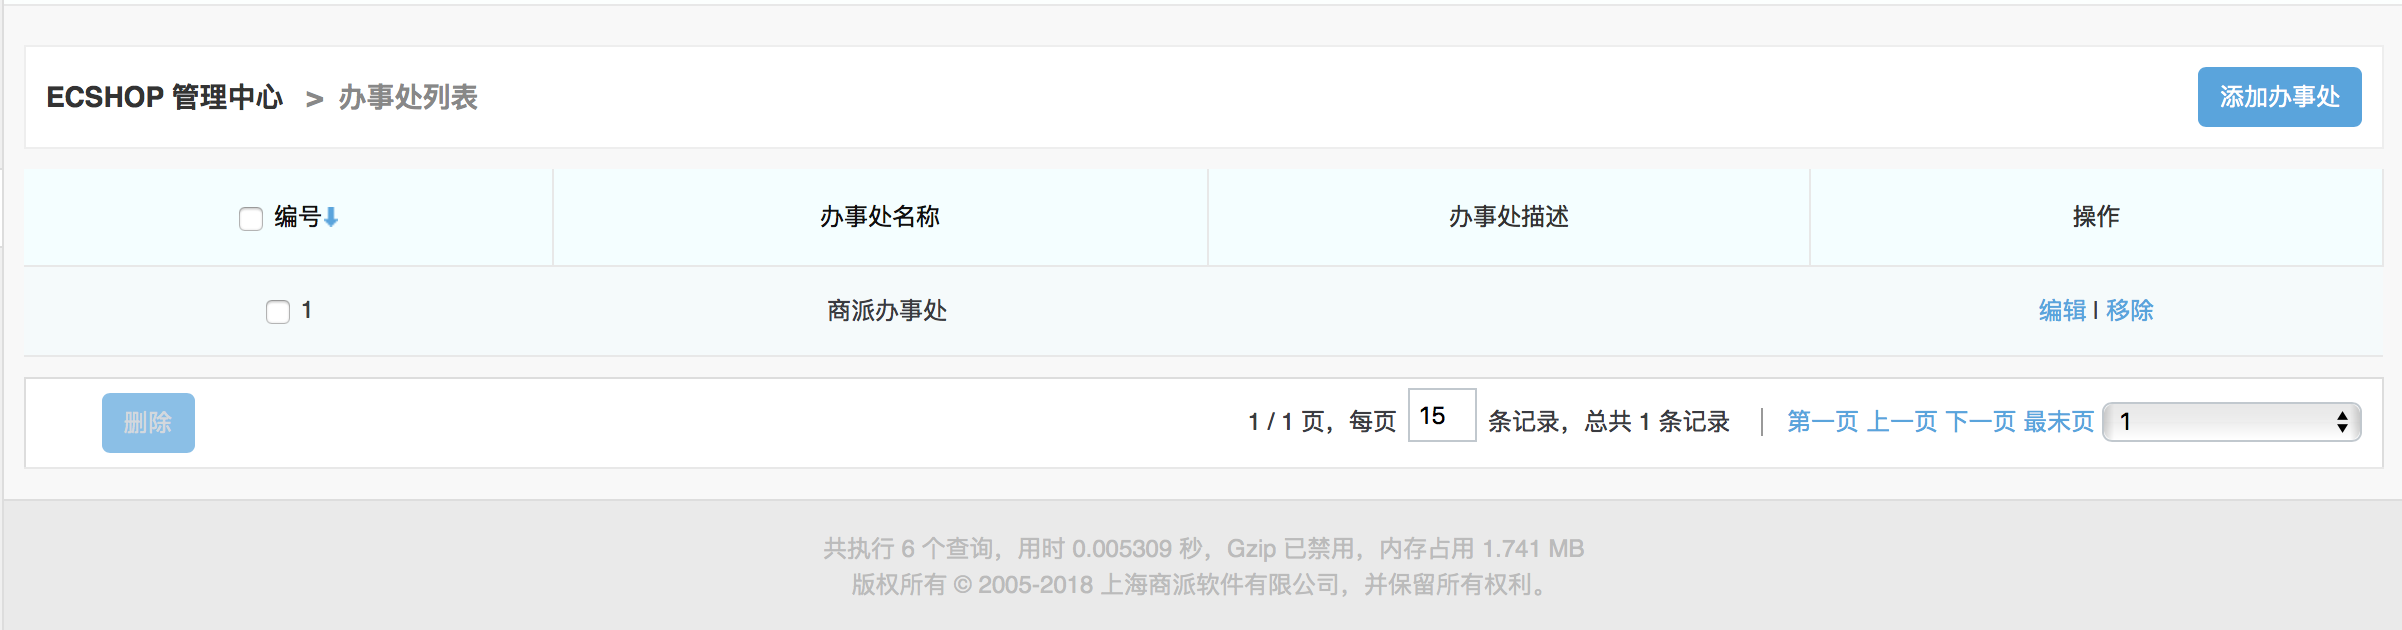 ECSHOP 管理中心 > 办事处列表 添加办事处
编号 办事处名称 办事处描述 操作
1 商派办事处 编辑 | 移除
删除 1 / 1 页，每页 15 条记录，总共 1 条记录 | 第一页 上一页 下一页 最末页 1
共执行 6 个查询，用时 0.005309 秒，Gzip 已禁用，内存占用 1.741 MB
版权所有 © 2005-2018 上海商派软件有限公司，并保留所有权利。